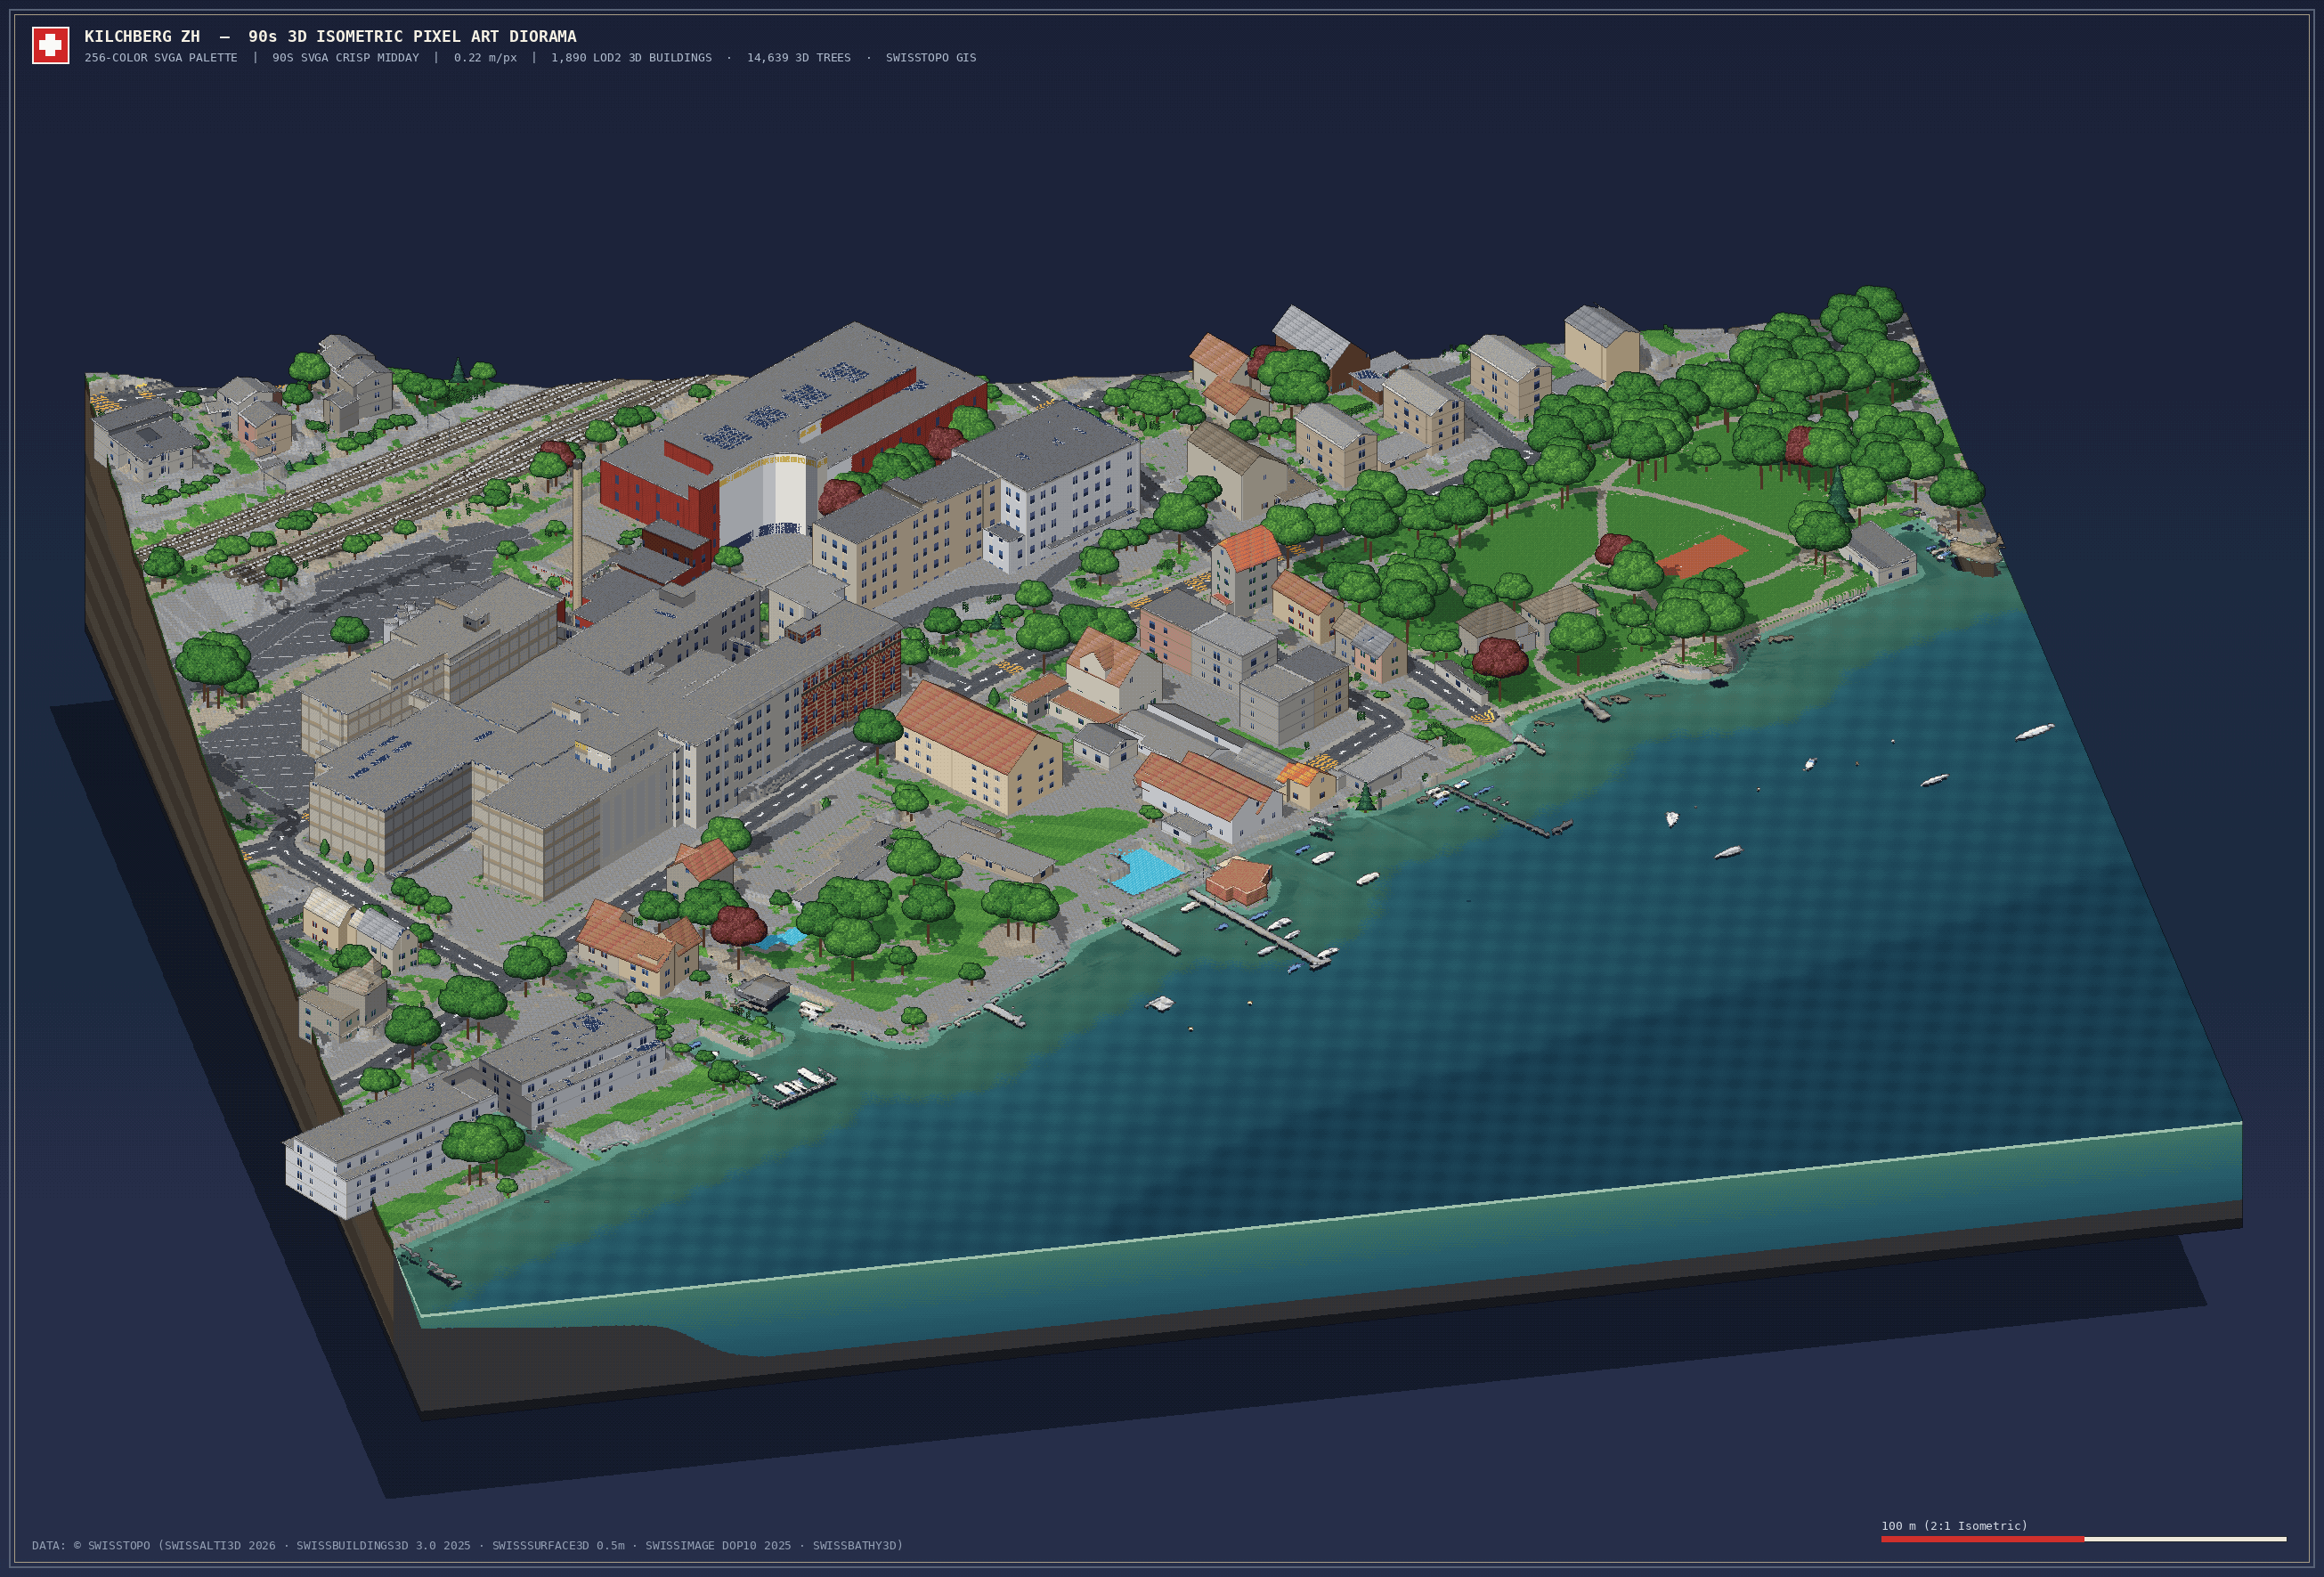 KILCHBERG ZH — 90s 3D ISOMETRIC PIXEL ART DIORAMA
256-COLOR SVGA PALETTE | 90S SVGA CRISP MIDDAY | 0.22 m/px | 1,890 LOD2 3D BUILDINGS · 14,639 3D TREES · SWISSTOPO GIS
100 m (2:1 Isometric)
DATA: © SWISSTOPO (SWISSALTI3D 2026 · SWISSBUILDINGS3D 3.0 2025 · SWISSSURFACE3D 0.5m · SWISSIMAGE DOP10 2025 · SWISSBATHY3D)